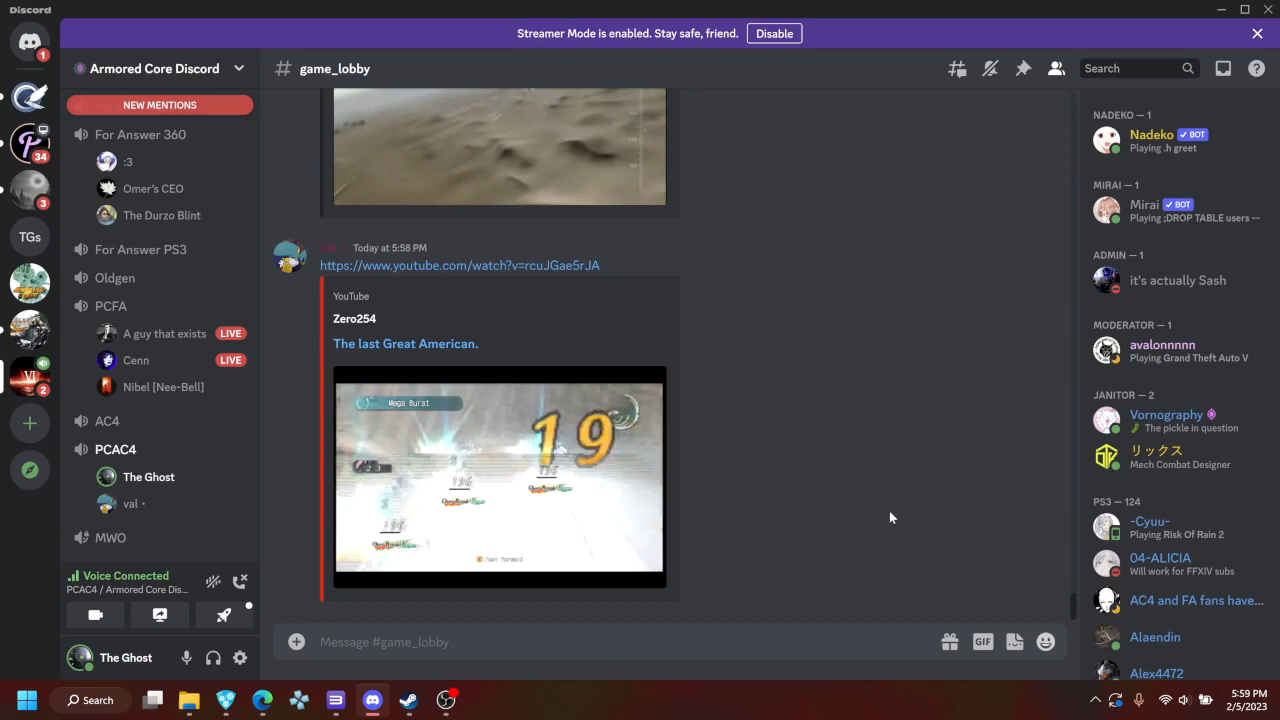 Discord
Streamer Mode is enabled. Stay safe, friend.
Disable
1
34
3
TGs
2
Armored Core Discord
NEW MENTIONS
For Answer 360
:3
Omer's CEO
The Durzo Blint
For Answer PS3
Oldgen
PCFA
A guy that exists
LIVE
Cenn
LIVE
Nibel [Nee-Bell]
AC4
PCAC4
The Ghost
val
MWO
Voice Connected
PCAC4 / Armored Core Dis...
The Ghost
# game_lobby
Search
val Today at 5:58 PM
https://www.youtube.com/watch?v=rcuJGae5rJA
YouTube
Zero254
The last Great American.
Mega Burst
19
2 3
196
196
Message #game_lobby
GIF
NADEKO — 1
Nadeko
BOT
Playing .h greet
MIRAI — 1
Mirai
BOT
Playing ;DROP TABLE users --
ADMIN — 1
it's actually Sash
MODERATOR — 1
avalonnnnn
Playing Grand Theft Auto V
JANITOR — 2
Vornography
The pickle in question
リックス
Mech Combat Designer
PS3 — 124
-Cyuu-
Playing Risk Of Rain 2
04-ALICIA
Will work for FFXIV subs
AC4 and FA fans have...
Alaendin
Alex4472
Search
5:59 PM
2/5/2023